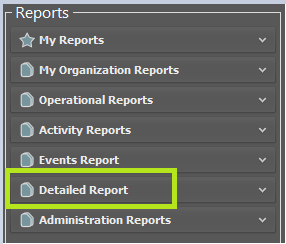 Reports
My Reports
My Organization Reports
Operational Reports
Activity Reports
Events Report
Detailed Report
Administration Reports